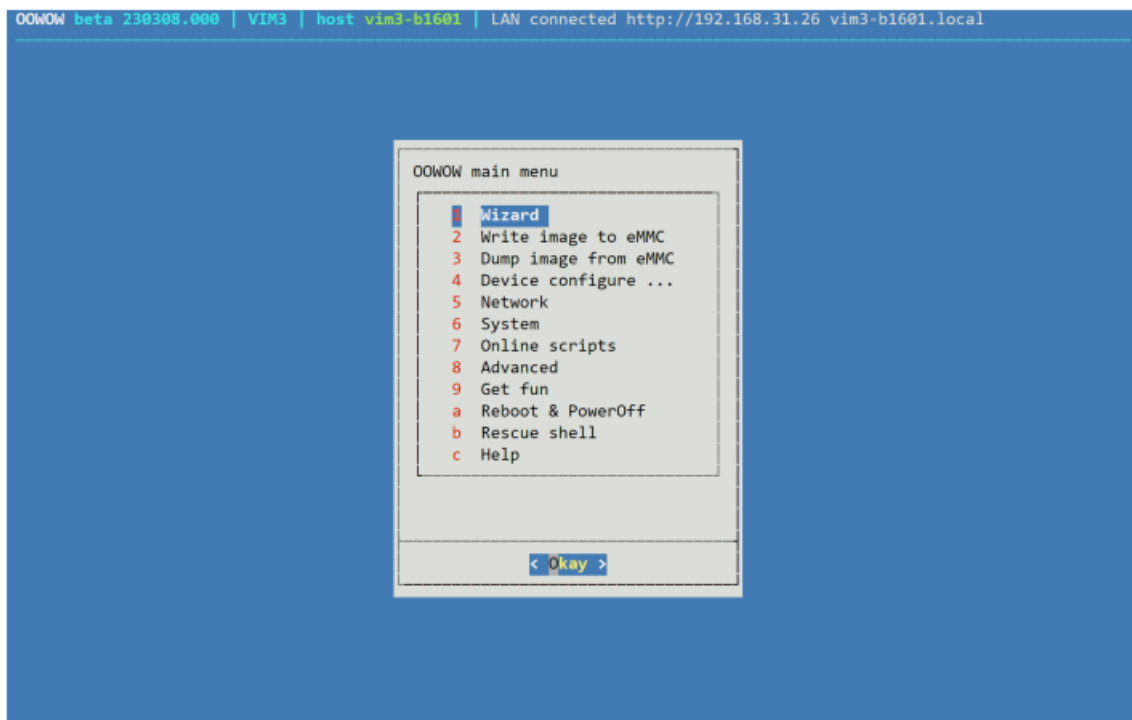 OOWOW beta 230308.000 | VIM3 | host vim3-b1601 | LAN connected http://192.168.31.26 vim3-b1601.local
OOWOW main menu
1 Wizard
2 Write image to eMMC
3 Dump image from eMMC
4 Device configure ...
5 Network
6 System
7 Online scripts
8 Advanced
9 Get fun
a Reboot & PowerOff
b Rescue shell
c Help
< Okay >